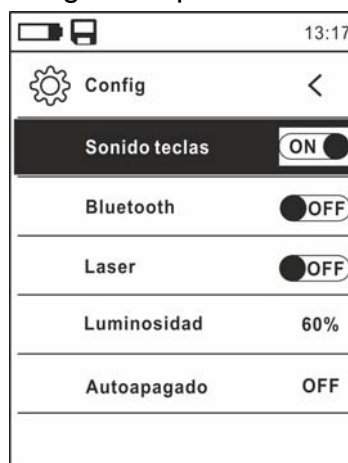 13:17
Config <
Sonido teclas ON
Bluetooth OFF
Laser OFF
Luminosidad 60%
Autoapagado OFF